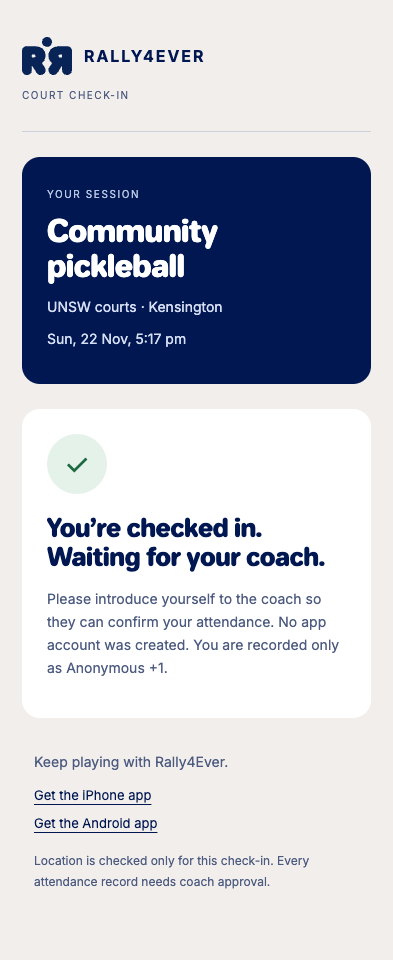 RALLY4EVER
COURT CHECK-IN
YOUR SESSION
Community
pickleball
UNSW courts · Kensington
Sun, 22 Nov, 5:17 pm
You’re checked in.
Waiting for your coach.
Please introduce yourself to the coach so
they can confirm your attendance. No app
account was created. You are recorded only
as Anonymous +1.
Keep playing with Rally4Ever.
Get the iPhone app
Get the Android app
Location is checked only for this check-in. Every
attendance record needs coach approval.